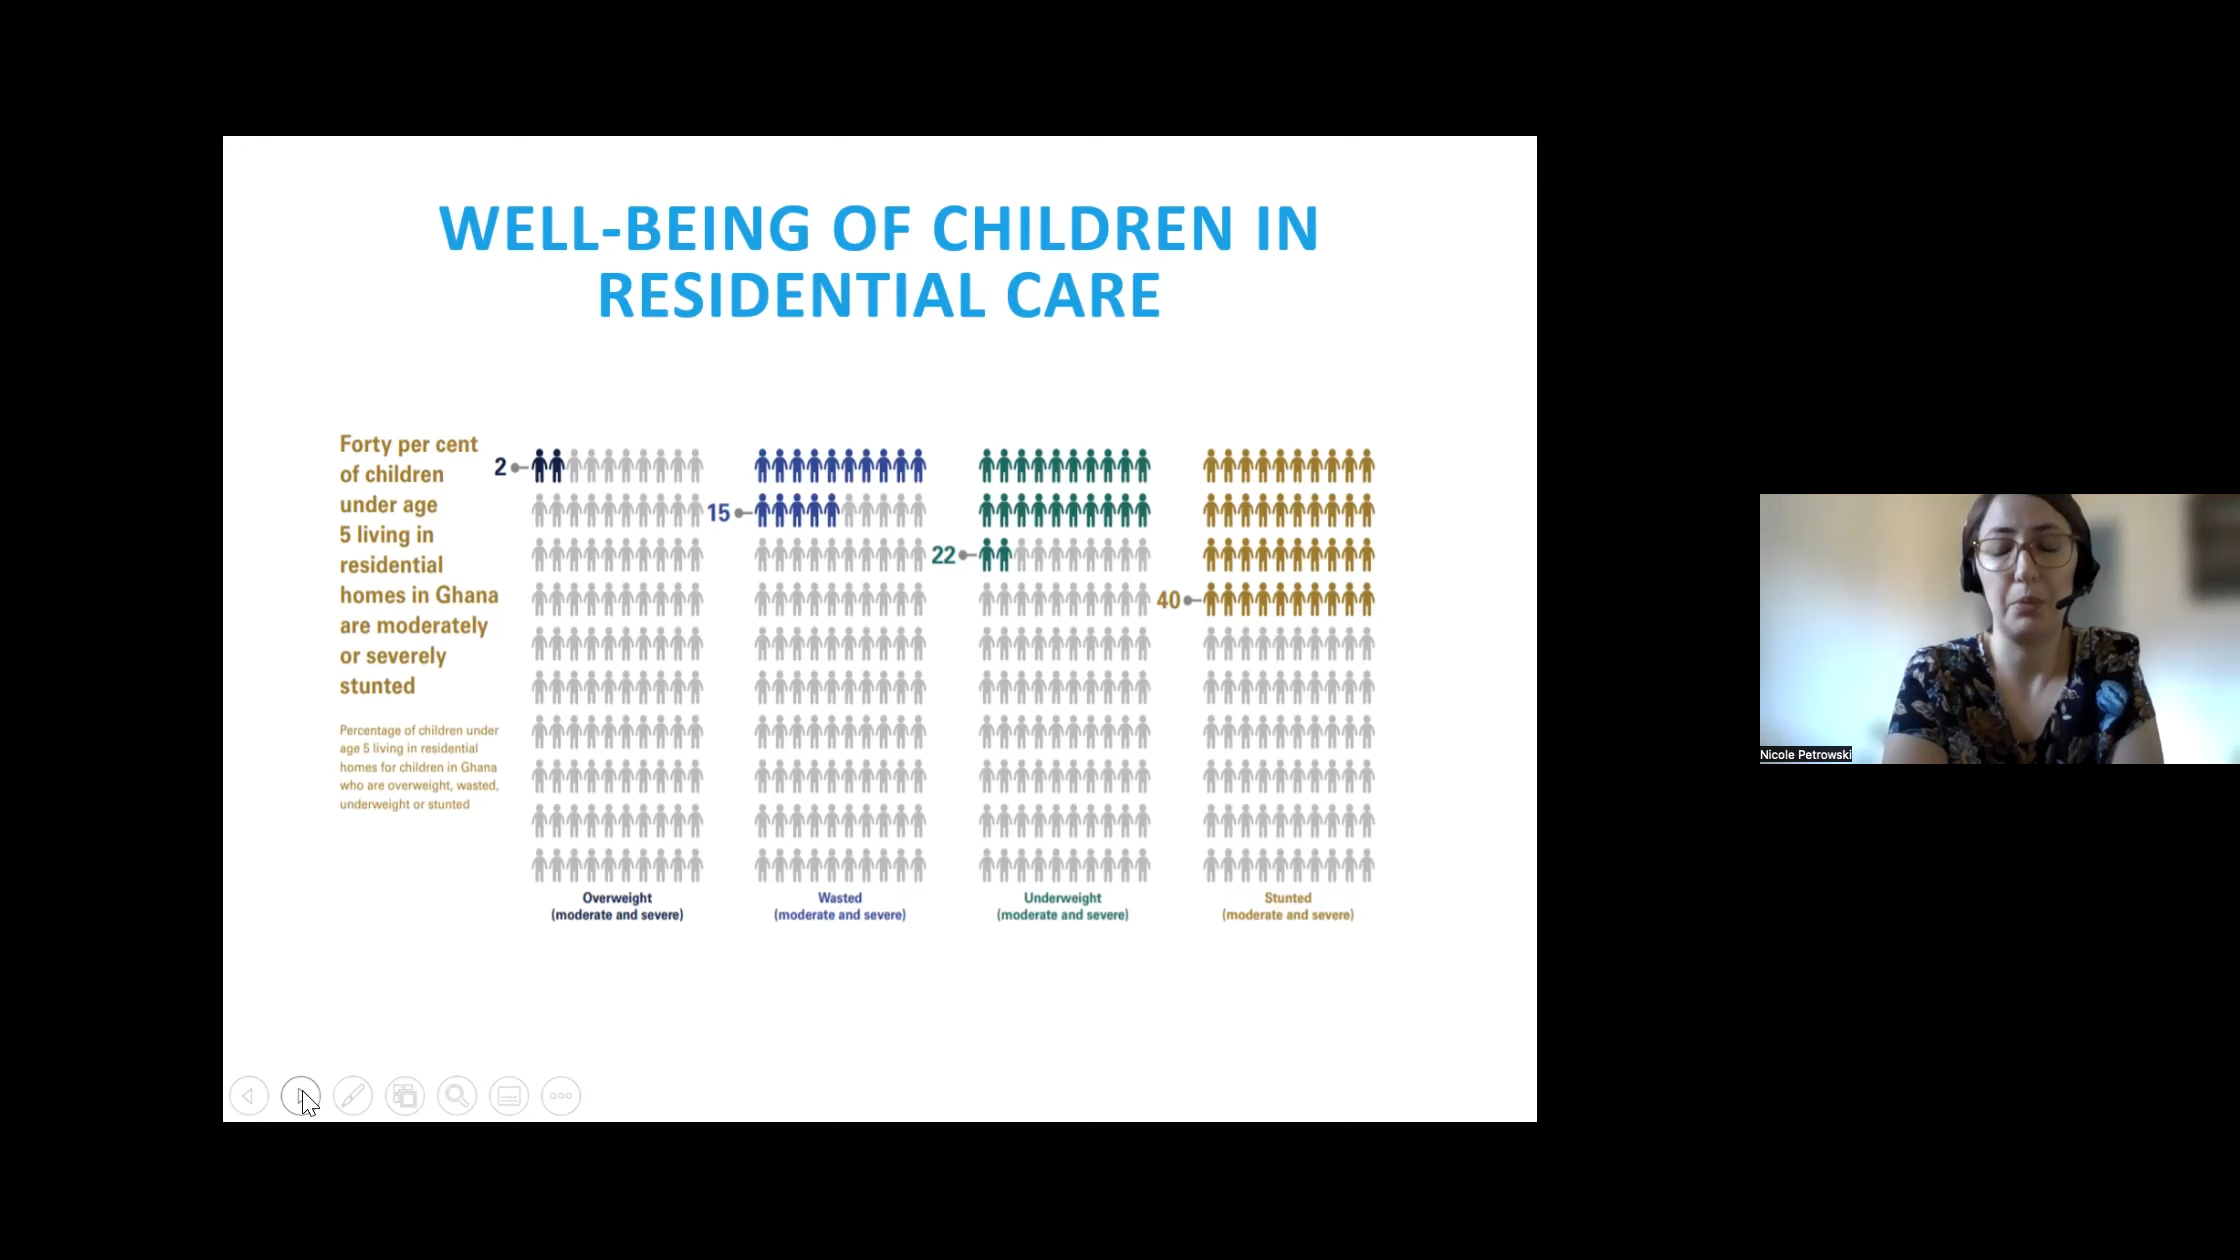 WELL-BEING OF CHILDREN IN
RESIDENTIAL CARE
Forty per cent
of children
under age
5 living in
residential
homes in Ghana
are moderately
or severely
stunted
Percentage of children under
age 5 living in residential
homes for children in Ghana
who are overweight, wasted,
underweight or stunted
2
15
22
40
Overweight
(moderate and severe)
Wasted
(moderate and severe)
Underweight
(moderate and severe)
Stunted
(moderate and severe)
Nicole Petrowski